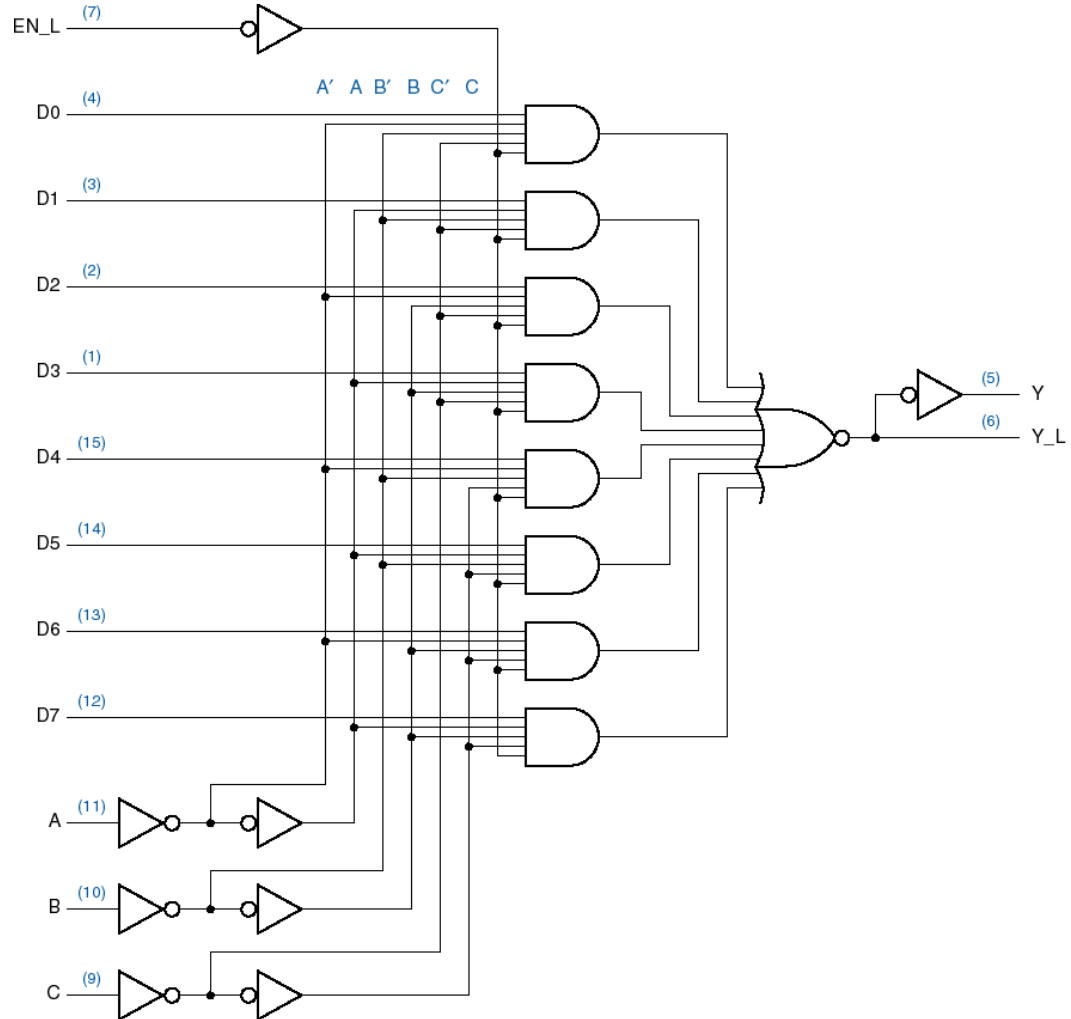 EN_L (7)
A′ A B′ B C′ C
D0 (4)
D1 (3)
D2 (2)
D3 (1)
(5) Y
(6) Y_L
D4 (15)
D5 (14)
D6 (13)
D7 (12)
A (11)
B (10)
C (9)